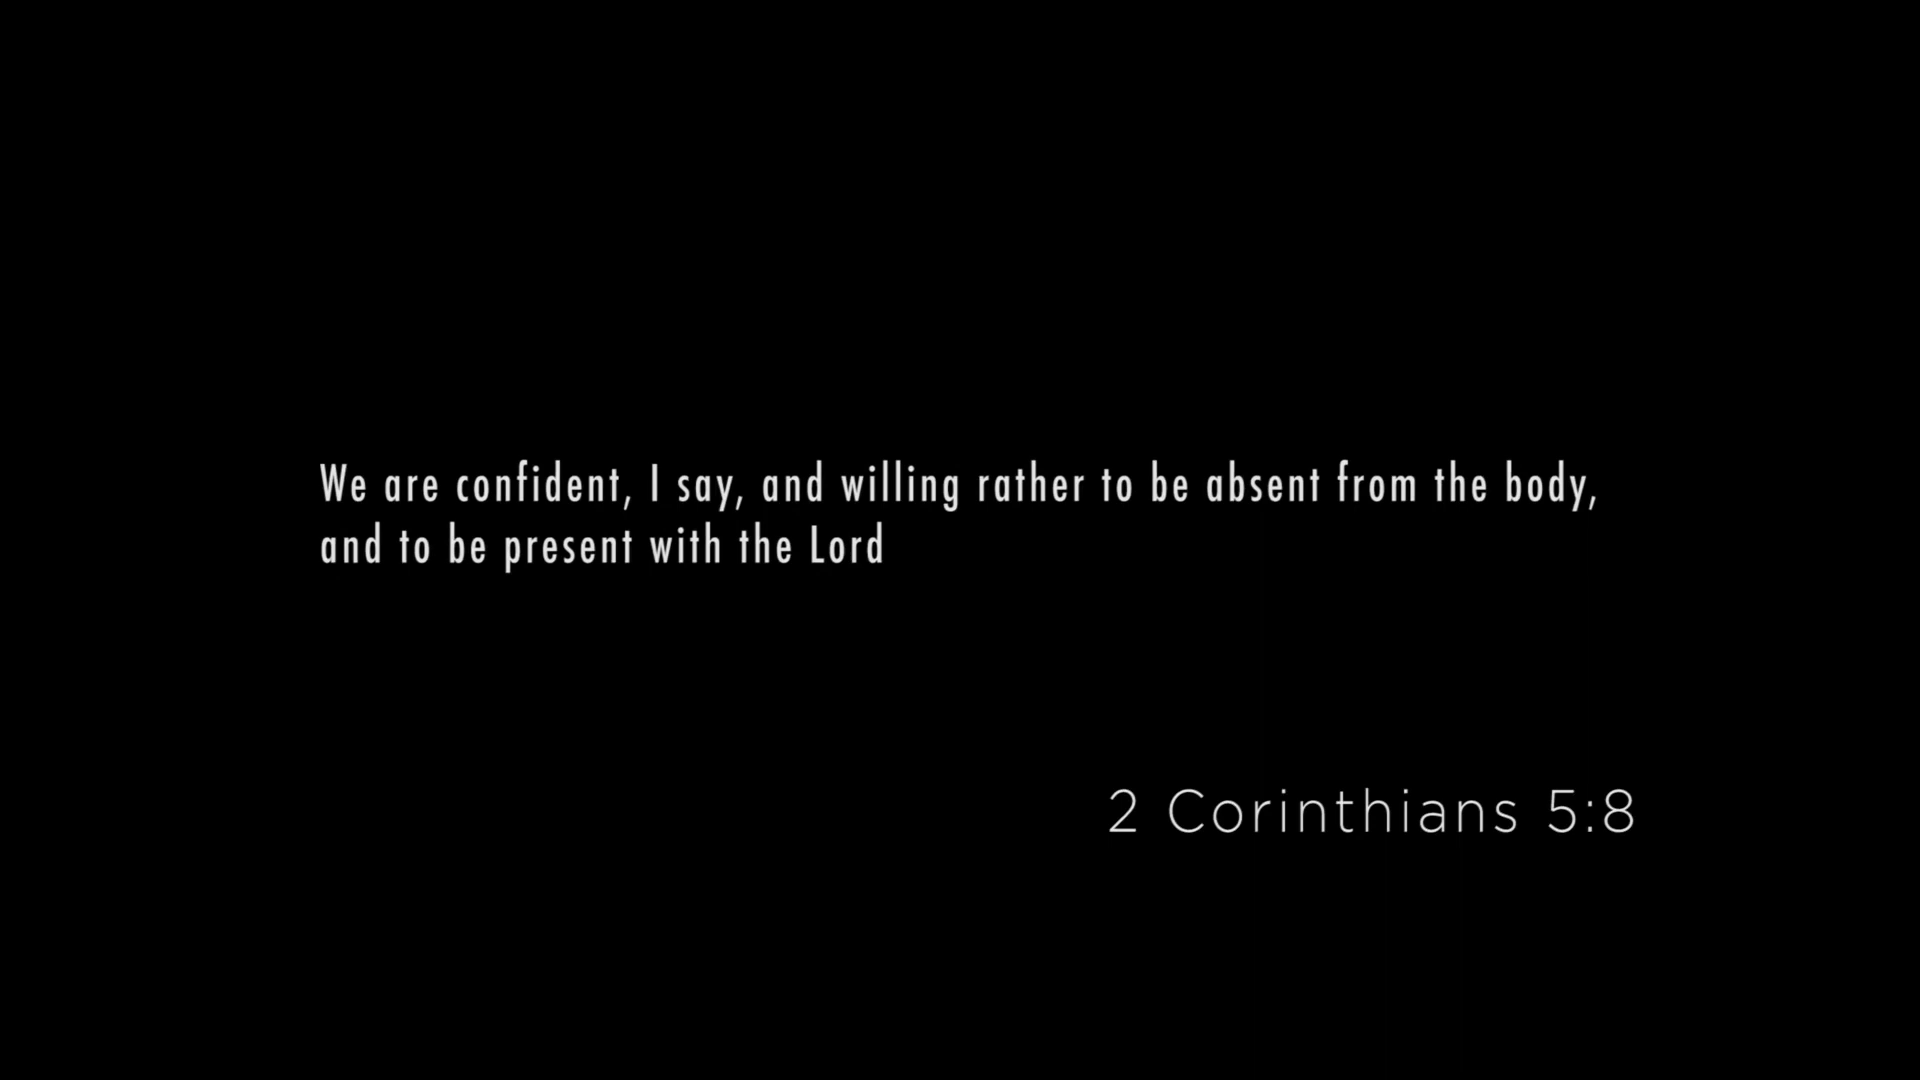 We are confident, I say, and willing rather to be absent from the body,
and to be present with the Lord
2 Corinthians 5:8